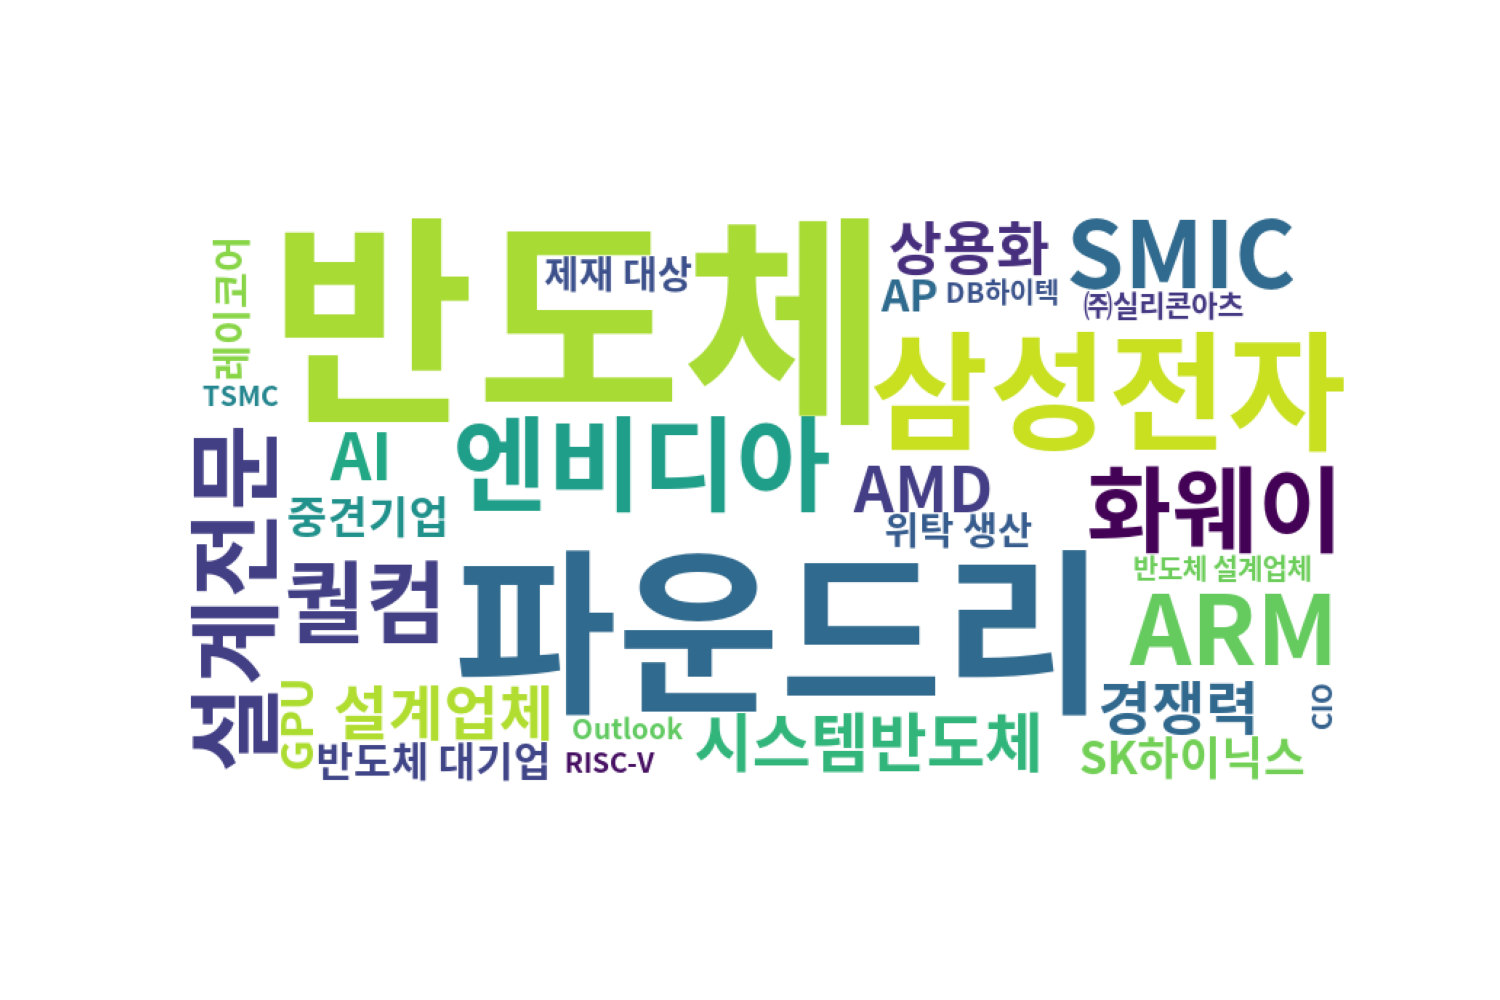 반도체
제재 대상
상용화
SMIC
AP
DB하이텍
㈜실리콘아츠
레이코어
TSMC
삼성전자
설계전문
AI
엔비디아
AMD
화웨이
중견기업
위탁 생산
퀄컴
파운드리
반도체 설계업체
ARM
GPU
설계업체
Outlook
시스템반도체
경쟁력
CIO
반도체 대기업
RISC-V
SK하이닉스